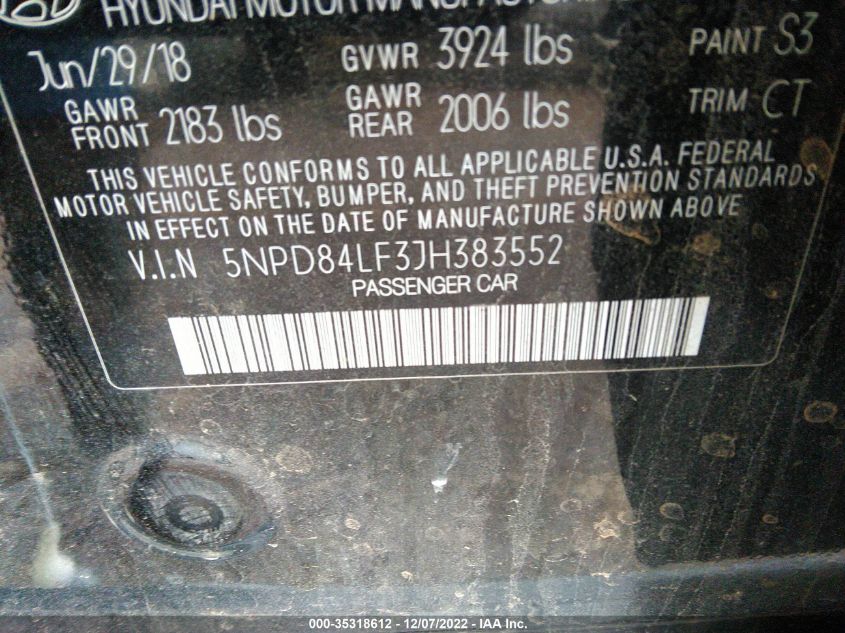 HYUNDAI MOTOR
Jun/29/18 GVWR 3924 lbs PAINT S3
GAWR FRONT 2183 lbs GAWR REAR 2006 lbs TRIM CT
THIS VEHICLE CONFORMS TO ALL APPLICABLE U.S.A. FEDERAL
MOTOR VEHICLE SAFETY, BUMPER, AND THEFT PREVENTION STANDARDS
IN EFFECT ON THE DATE OF MANUFACTURE SHOWN ABOVE
V.I.N 5NPD84LF3JH383552
PASSENGER CAR
000-35318612 - 12/07/2022 - IAA Inc.